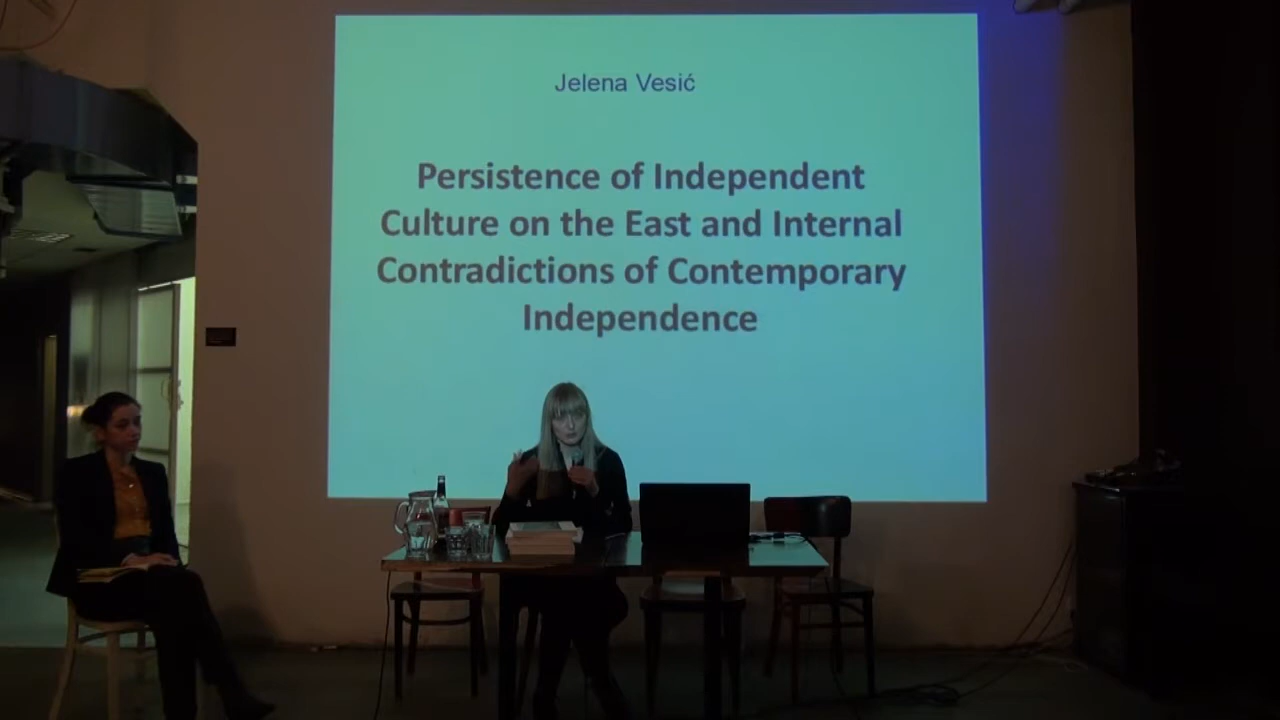 Jelena Vesić
Persistence of Independent
Culture on the East and Internal
Contradictions of Contemporary
Independence